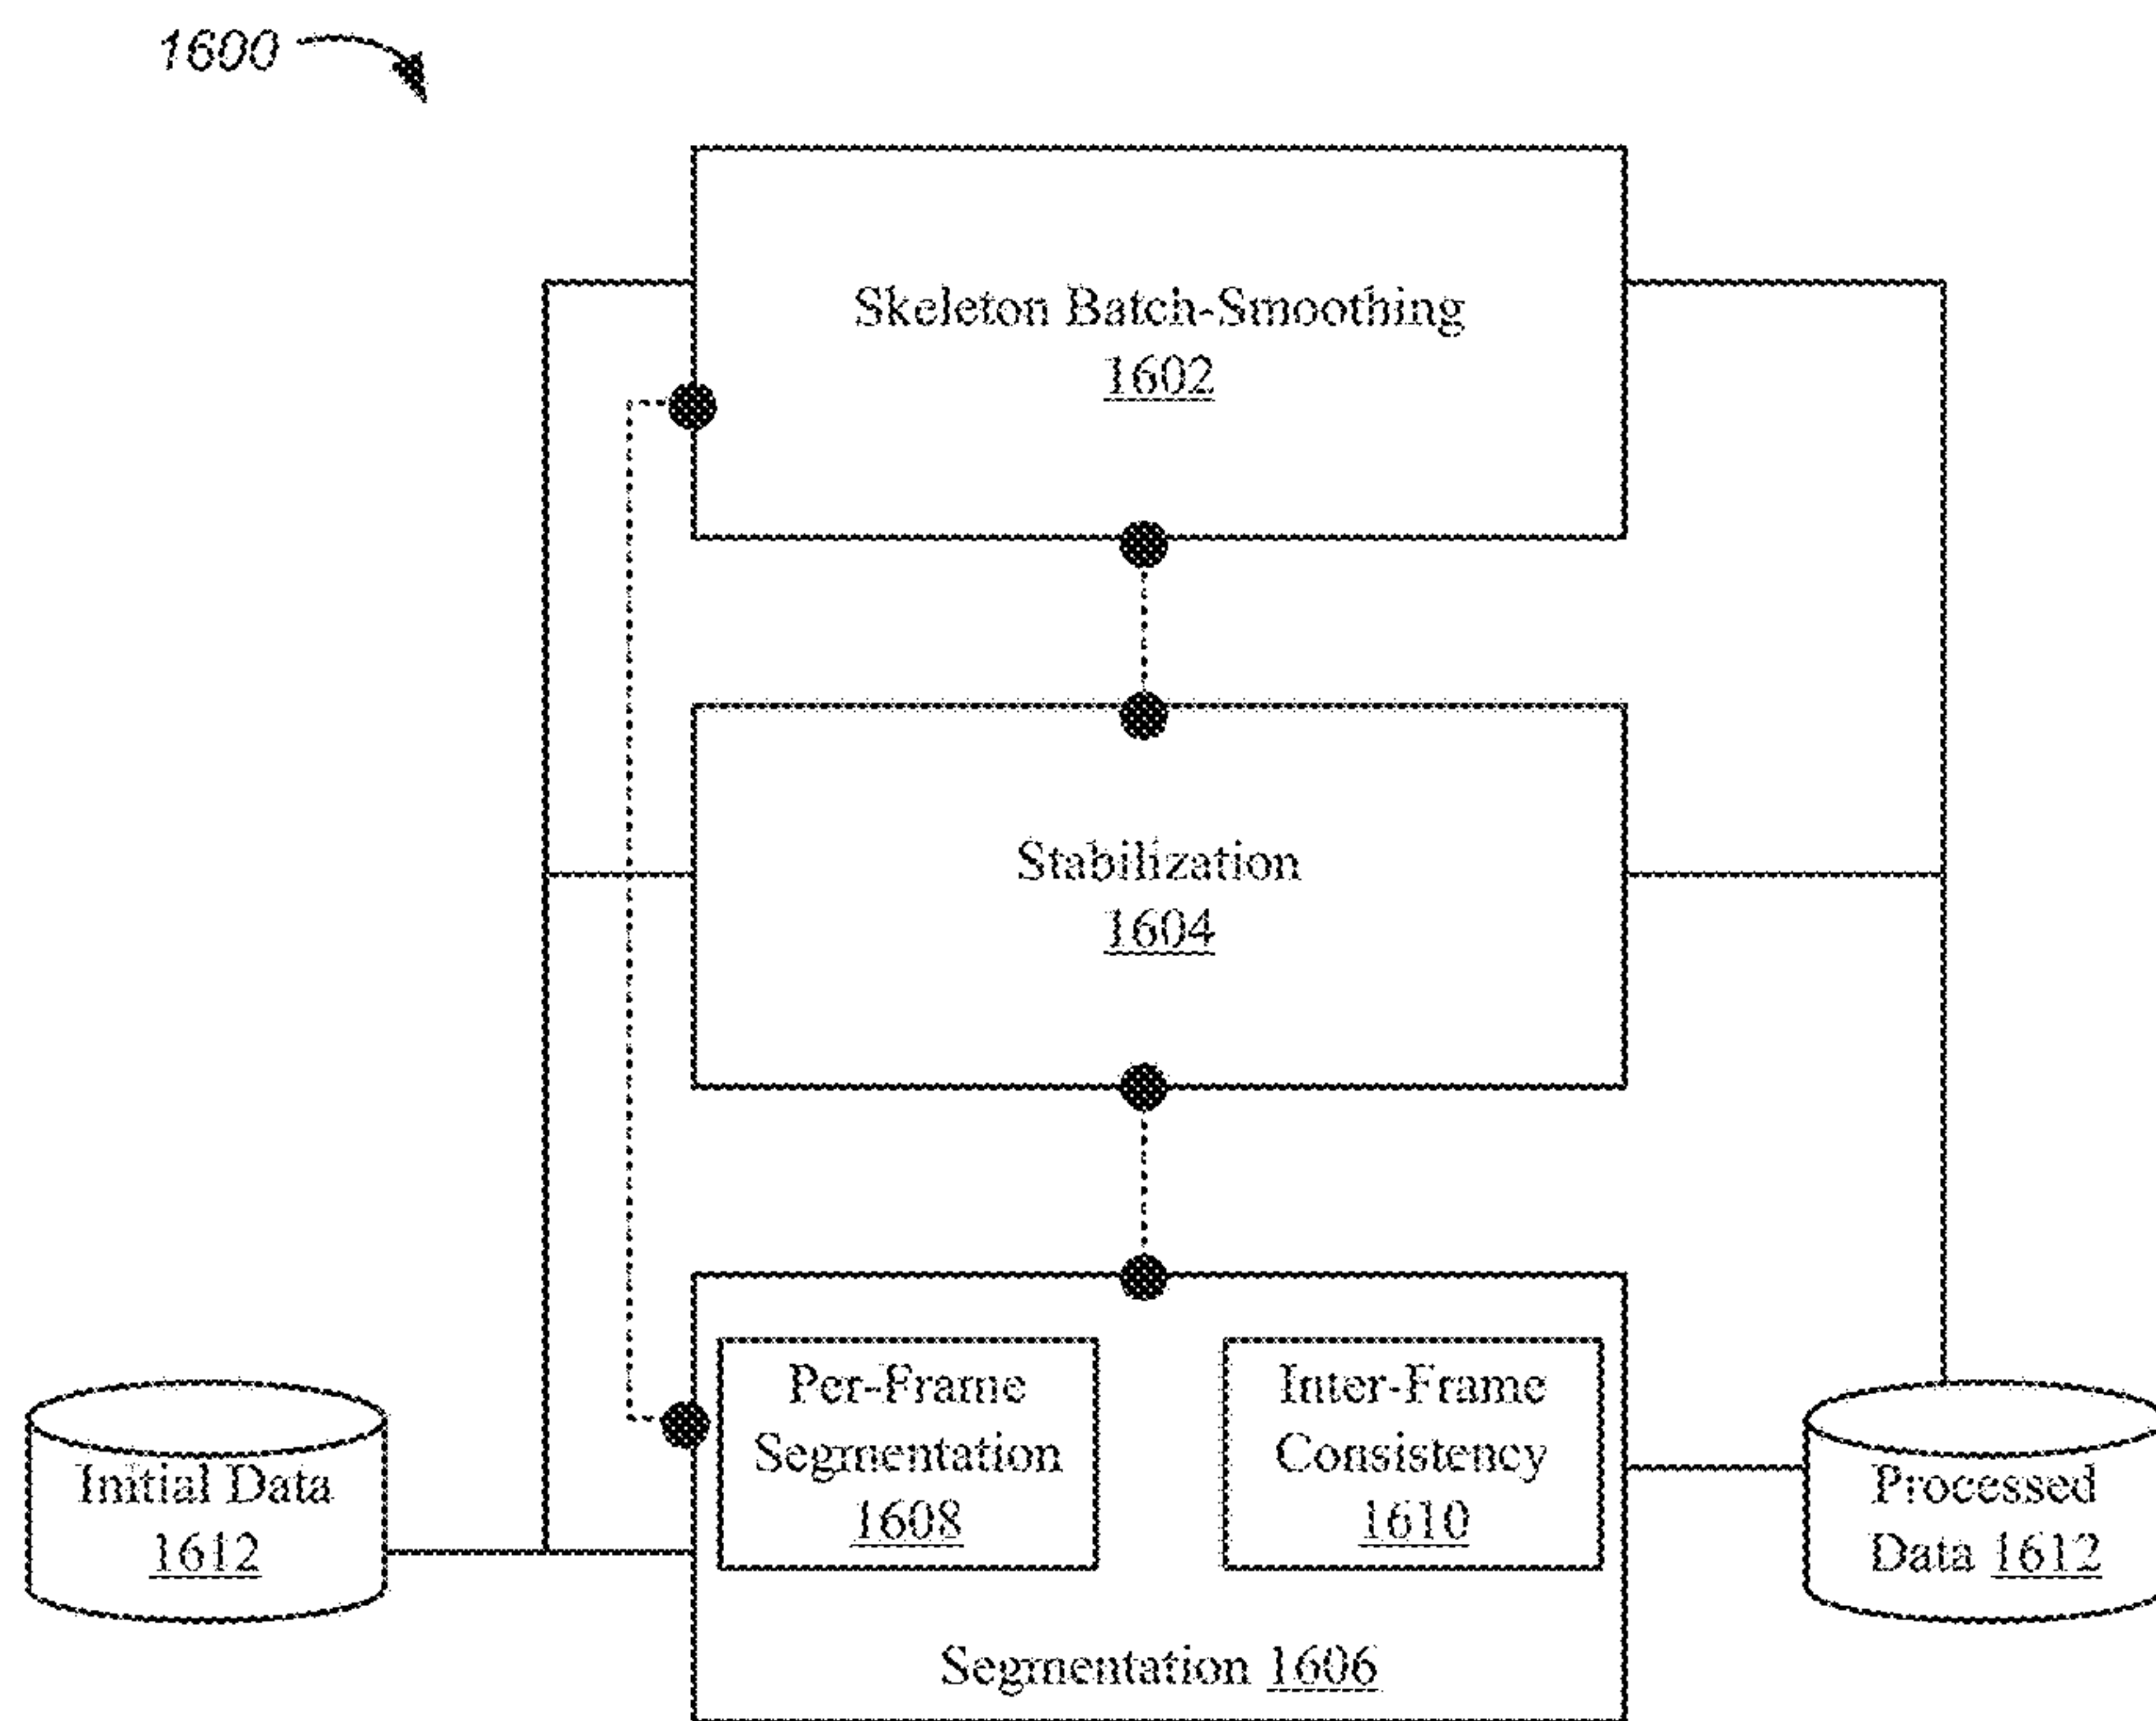 1600
Skeleton Batch-Smoothing
1602
Stabilization
1604
Per-Frame
Segmentation
1608
Inter-Frame
Consistency
1610
Initial Data
1612
Processed
Data 1612
Segmentation 1606